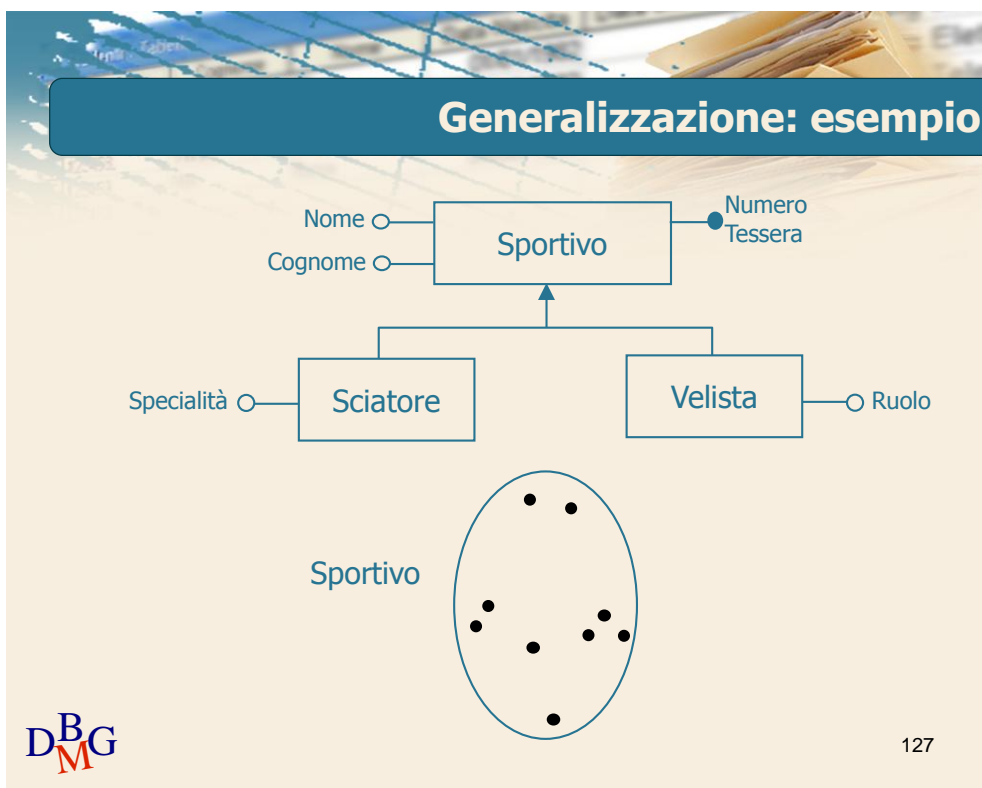 Generalizzazione: esempio
Nome
Cognome
Sportivo
Numero
Tessera
Specialità
Sciatore
Velista
Ruolo
Sportivo
DBMG
127